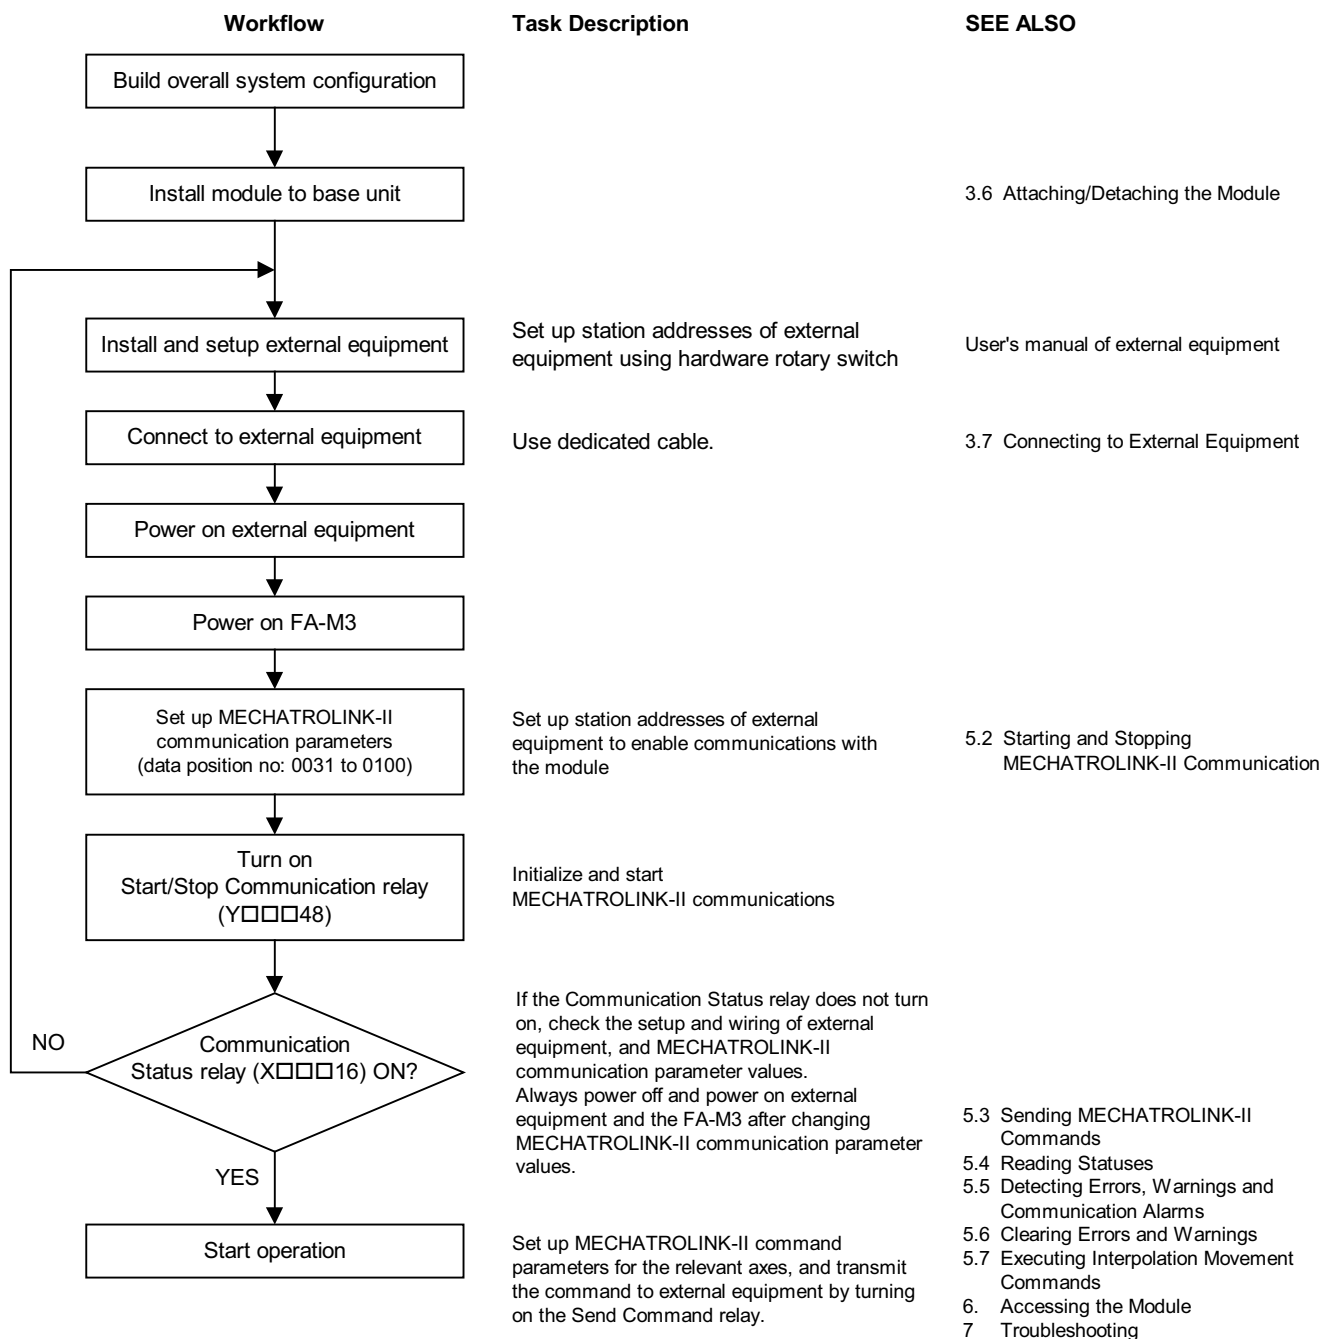 Workflow
Task Description
SEE ALSO
Build overall system configuration
Install module to base unit
3.6 Attaching/Detaching the Module
Install and setup external equipment
Set up station addresses of external
equipment using hardware rotary switch
User's manual of external equipment
Connect to external equipment
Use dedicated cable.
3.7 Connecting to External Equipment
Power on external equipment
Power on FA-M3
Set up MECHATROLINK-II
communication parameters
(data position no: 0031 to 0100)
Set up station addresses of external
equipment to enable communications with
the module
5.2 Starting and Stopping
MECHATROLINK-II Communication
Turn on
Start/Stop Communication relay
(Y□□□48)
Initialize and start
MECHATROLINK-II communications
NO
Communication
Status relay (X□□□16) ON?
YES
If the Communication Status relay does not turn
on, check the setup and wiring of external
equipment, and MECHATROLINK-II
communication parameter values.
Always power off and power on external
equipment and the FA-M3 after changing
MECHATROLINK-II communication parameter
values.
Start operation
Set up MECHATROLINK-II command
parameters for the relevant axes, and transmit
the command to external equipment by turning
on the Send Command relay.
5.3 Sending MECHATROLINK-II
Commands
5.4 Reading Statuses
5.5 Detecting Errors, Warnings and
Communication Alarms
5.6 Clearing Errors and Warnings
5.7 Executing Interpolation Movement
Commands
6. Accessing the Module
7 Troubleshooting